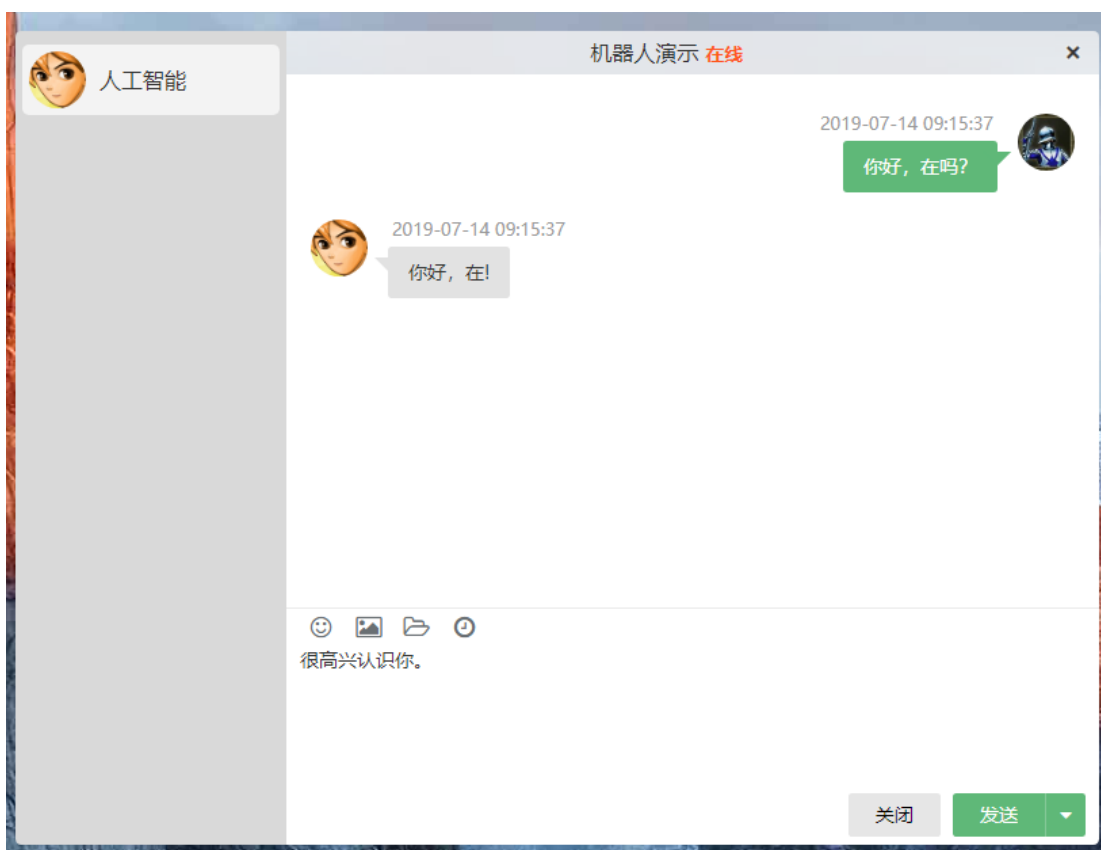 人工智能
机器人演示 在线
2019-07-14 09:15:37
你好，在吗？
2019-07-14 09:15:37
你好，在！
很高兴认识你。
关闭
发送